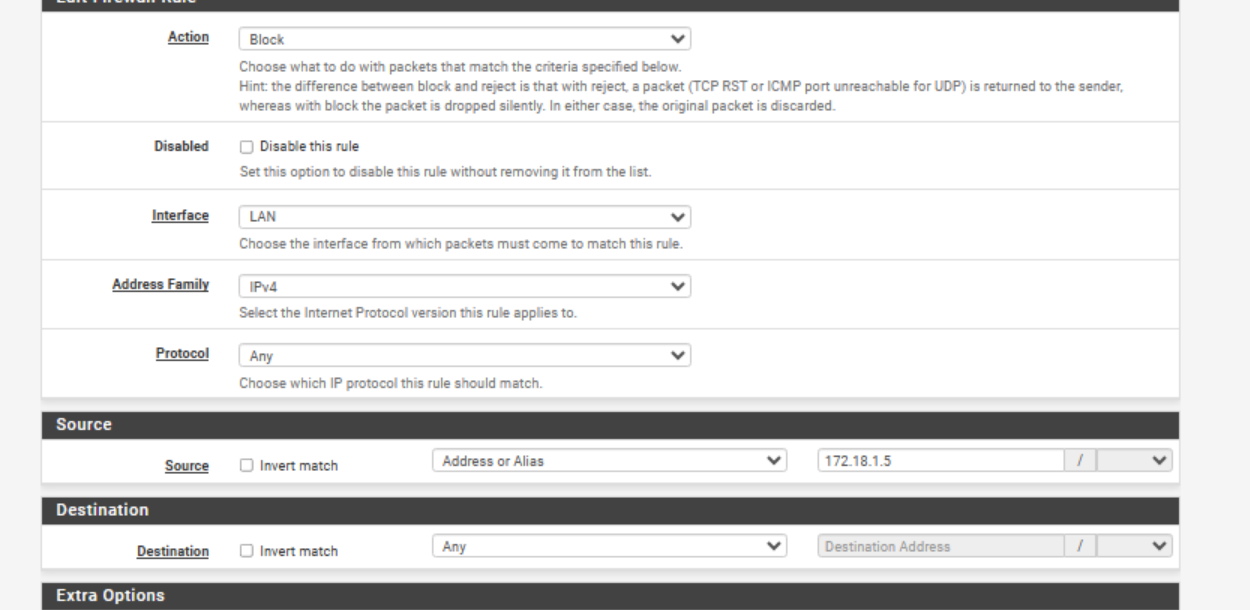 Edit Firewall Rule
Action
Block
Choose what to do with packets that match the criteria specified below.
Hint: the difference between block and reject is that with reject, a packet (TCP RST or ICMP port unreachable for UDP) is returned to the sender,
whereas with block the packet is dropped silently. In either case, the original packet is discarded.
Disabled
Disable this rule
Set this option to disable this rule without removing it from the list.
Interface
LAN
Choose the interface from which packets must come to match this rule.
Address Family
IPv4
Select the Internet Protocol version this rule applies to.
Protocol
Any
Choose which IP protocol this rule should match.
Source
Source
Invert match
Address or Alias
172.18.1.5
/
Destination
Destination
Invert match
Any
Destination Address
/
Extra Options